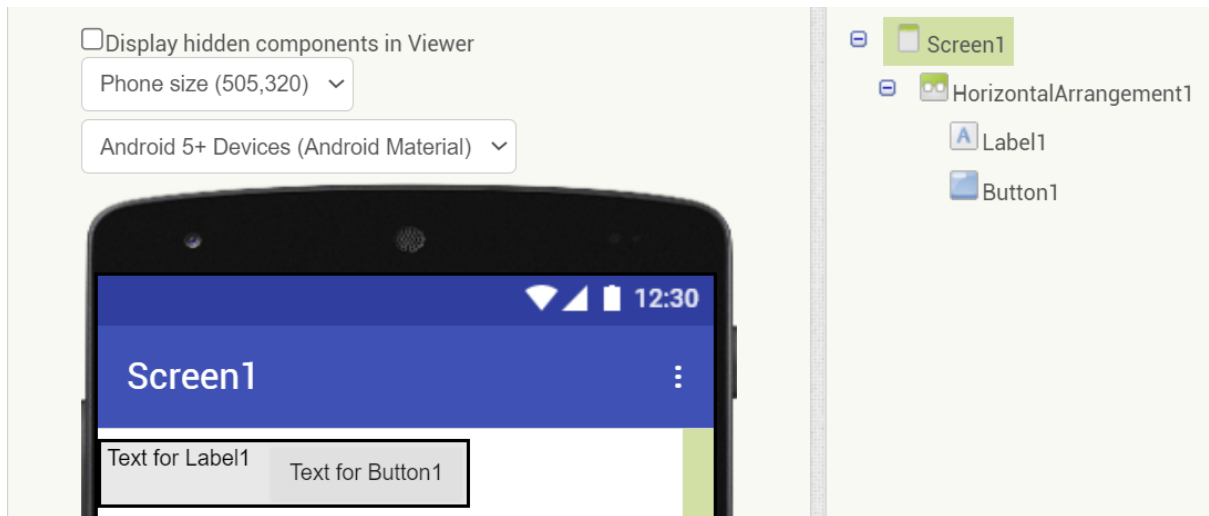 Display hidden components in Viewer
Phone size (505,320)
Android 5+ Devices (Android Material)
12:30
Screen1
Text for Label1
Text for Button1
Screen1
HorizontalArrangement1
A
Label1
Button1